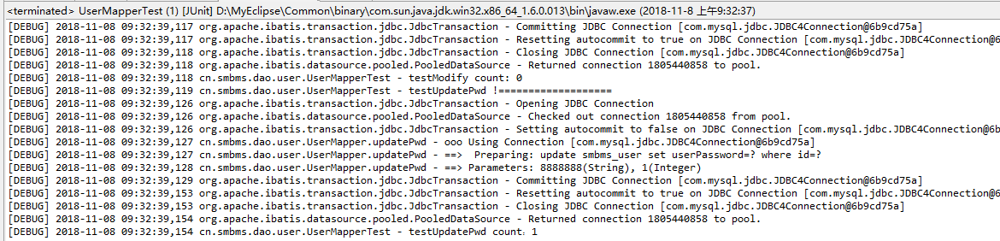 <terminated> UserMapperTest (1) [JUnit] D:\MyEclipse\Common\binary\com.sun.java.jdk.win32.x86_64_1.6.0.013\bin\javaw.exe (2018-11-8 上午9:32:37)
[DEBUG] 2018-11-08 09:32:39,117 org.apache.ibatis.transaction.jdbc.JdbcTransaction - Committing JDBC Connection [com.mysql.jdbc.JDBC4Connection@6b9cd75a]
[DEBUG] 2018-11-08 09:32:39,117 org.apache.ibatis.transaction.jdbc.JdbcTransaction - Resetting autocommit to true on JDBC Connection [com.mysql.jdbc.JDBC4Connection@6
[DEBUG] 2018-11-08 09:32:39,118 org.apache.ibatis.transaction.jdbc.JdbcTransaction - Closing JDBC Connection [com.mysql.jdbc.JDBC4Connection@6b9cd75a]
[DEBUG] 2018-11-08 09:32:39,118 org.apache.ibatis.datasource.pooled.PooledDataSource - Returned connection 1805440858 to pool.
[DEBUG] 2018-11-08 09:32:39,118 cn.smbms.dao.user.UserMapperTest - testModify count: 0
[DEBUG] 2018-11-08 09:32:39,119 cn.smbms.dao.user.UserMapperTest - testUpdatePwd !===================
[DEBUG] 2018-11-08 09:32:39,126 org.apache.ibatis.transaction.jdbc.JdbcTransaction - Opening JDBC Connection
[DEBUG] 2018-11-08 09:32:39,126 org.apache.ibatis.datasource.pooled.PooledDataSource - Checked out connection 1805440858 from pool.
[DEBUG] 2018-11-08 09:32:39,126 org.apache.ibatis.transaction.jdbc.JdbcTransaction - Setting autocommit to false on JDBC Connection [com.mysql.jdbc.JDBC4Connection@6b
[DEBUG] 2018-11-08 09:32:39,127 cn.smbms.dao.user.UserMapper.updatePwd - ooo Using Connection [com.mysql.jdbc.JDBC4Connection@6b9cd75a]
[DEBUG] 2018-11-08 09:32:39,127 cn.smbms.dao.user.UserMapper.updatePwd - ==>  Preparing: update smbms_user set userPassword=? where id=?
[DEBUG] 2018-11-08 09:32:39,128 cn.smbms.dao.user.UserMapper.updatePwd - ==> Parameters: 8888888(String), 1(Integer)
[DEBUG] 2018-11-08 09:32:39,129 org.apache.ibatis.transaction.jdbc.JdbcTransaction - Committing JDBC Connection [com.mysql.jdbc.JDBC4Connection@6b9cd75a]
[DEBUG] 2018-11-08 09:32:39,153 org.apache.ibatis.transaction.jdbc.JdbcTransaction - Resetting autocommit to true on JDBC Connection [com.mysql.jdbc.JDBC4Connection@6
[DEBUG] 2018-11-08 09:32:39,153 org.apache.ibatis.transaction.jdbc.JdbcTransaction - Closing JDBC Connection [com.mysql.jdbc.JDBC4Connection@6b9cd75a]
[DEBUG] 2018-11-08 09:32:39,154 org.apache.ibatis.datasource.pooled.PooledDataSource - Returned connection 1805440858 to pool.
[DEBUG] 2018-11-08 09:32:39,154 cn.smbms.dao.user.UserMapperTest - testUpdatePwd count：1